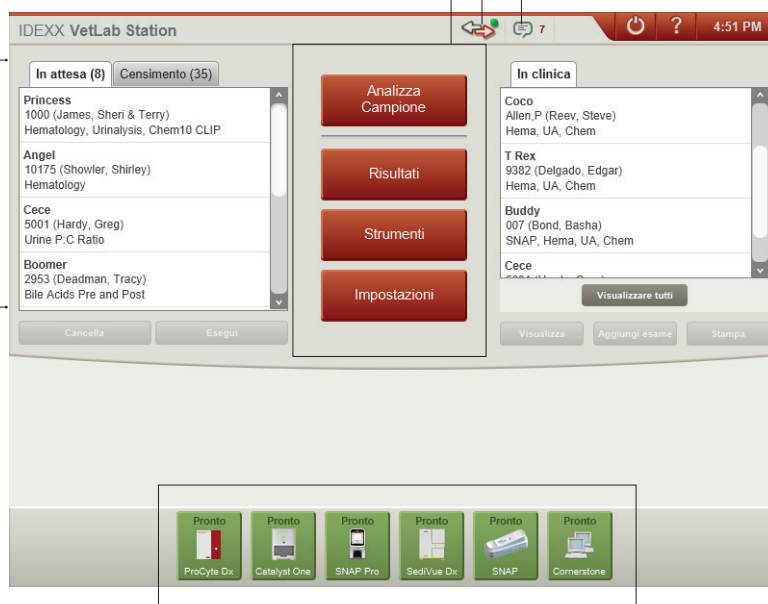 IDEXX VetLab Station
7
?
4:51 PM
In attesa (8)
Censimento (35)
Princess
1000 (James, Sheri & Terry)
Hematology, Urinalysis, Chem10 CLIP
Angel
10175 (Showler, Shirley)
Hematology
Cece
5001 (Hardy, Greg)
Urine P:C Ratio
Boomer
2953 (Deadman, Tracy)
Bile Acids Pre and Post
Cancella
Esegui
Analizza
Campione
Risultati
Strumenti
Impostazioni
In clinica
Coco
Allen,P (Reev, Steve)
Hema, UA, Chem
T Rex
9382 (Delgado, Edgar)
Hema, UA, Chem
Buddy
007 (Bond, Basha)
SNAP, Hema, UA, Chem
Cece
Visualizzare tutti
Visualizza
Aggiungi esame
Stampa
Pronto
ProCyte Dx
Pronto
Catalyst One
Pronto
SNAP Pro
Pronto
SediVue Dx
Pronto
SNAP
Pronto
Cornerstone